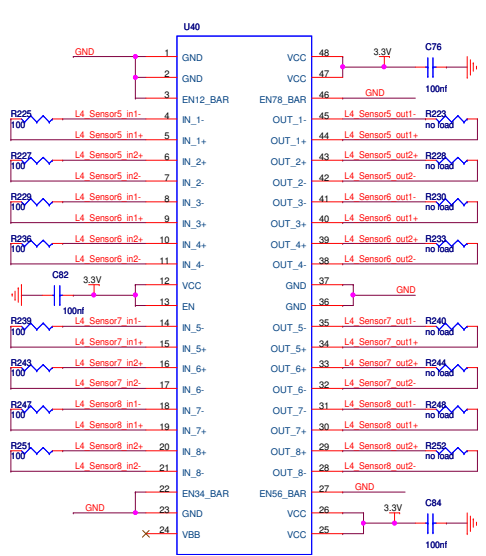 U40
GND 1 GND VCC 48 3.3V C76
2 GND VCC 47 100nf
3 EN12_BAR EN78_BAR 46 GND
R225 100 L4_Sensor5_in1- 4 IN_1- OUT_1- 45 L4_Sensor5_out1- R223 no load
L4_Sensor5_in1+ 5 IN_1+ OUT_1+ 44 L4_Sensor5_out1+
R227 100 L4_Sensor5_in2+ 6 IN_2+ OUT_2+ 43 L4_Sensor5_out2+ R228 no load
L4_Sensor5_in2- 7 IN_2- OUT_2- 42 L4_Sensor5_out2-
R229 100 L4_Sensor6_in1- 8 IN_3- OUT_3- 41 L4_Sensor6_out1- R230 no load
L4_Sensor6_in1+ 9 IN_3+ OUT_3+ 40 L4_Sensor6_out1+
R236 100 L4_Sensor6_in2+ 10 IN_4+ OUT_4+ 39 L4_Sensor6_out2+ R233 no load
L4_Sensor6_in2- 11 IN_4- OUT_4- 38 L4_Sensor6_out2-
C82 3.3V 12 VCC GND 37 GND
100nf 13 EN GND 36
R239 100 L4_Sensor7_in1- 14 IN_5- OUT_5- 35 L4_Sensor7_out1- R240 no load
L4_Sensor7_in1+ 15 IN_5+ OUT_5+ 34 L4_Sensor7_out1+
R243 100 L4_Sensor7_in2+ 16 IN_6+ OUT_6+ 33 L4_Sensor7_out2+ R244 no load
L4_Sensor7_in2- 17 IN_6- OUT_6- 32 L4_Sensor7_out2-
R247 100 L4_Sensor8_in1- 18 IN_7- OUT_7- 31 L4_Sensor8_out1- R248 no load
L4_Sensor8_in1+ 19 IN_7+ OUT_7+ 30 L4_Sensor8_out1+
R251 100 L4_Sensor8_in2+ 20 IN_8+ OUT_8+ 29 L4_Sensor8_out2+ R252 no load
L4_Sensor8_in2- 21 IN_8- OUT_8- 28 L4_Sensor8_out2-
22 EN34_BAR EN56_BAR 27 GND
GND 23 GND VCC 26 3.3V C84
24 VBB VCC 25 100nf